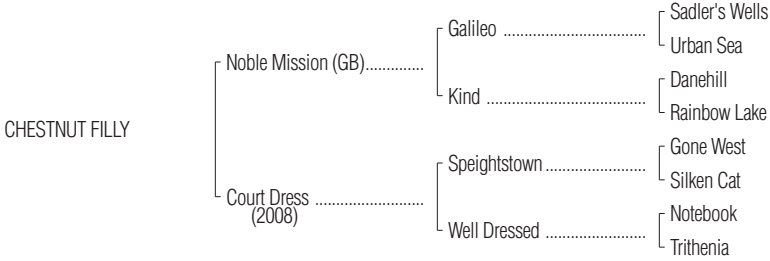 Sadler's Wells
Galileo ..................................
Urban Sea
Noble Mission (GB)..............
Danehill
Kind ......................................
Rainbow Lake
CHESTNUT FILLY
Gone West
Speightstown ........................
Silken Cat
Court Dress ..........................
(2008)
Notebook
Well Dressed ........................
Trithenia